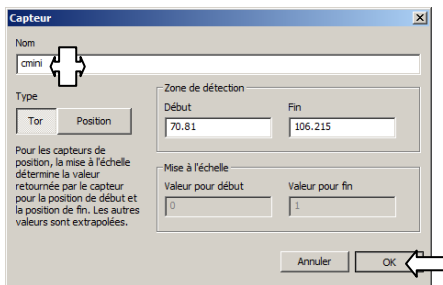 Capteur
Nom
cmini
Type
Tor Position
Pour les capteurs de
position, la mise à l'échelle
détermine la valeur
retournée par le capteur
pour la position de début et
la position de fin. Les autres
valeurs sont extrapolées.
Zone de détection
Début Fin
70.81 106.215
Mise à l'échelle
Valeur pour début Valeur pour fin
0 1
Annuler OK